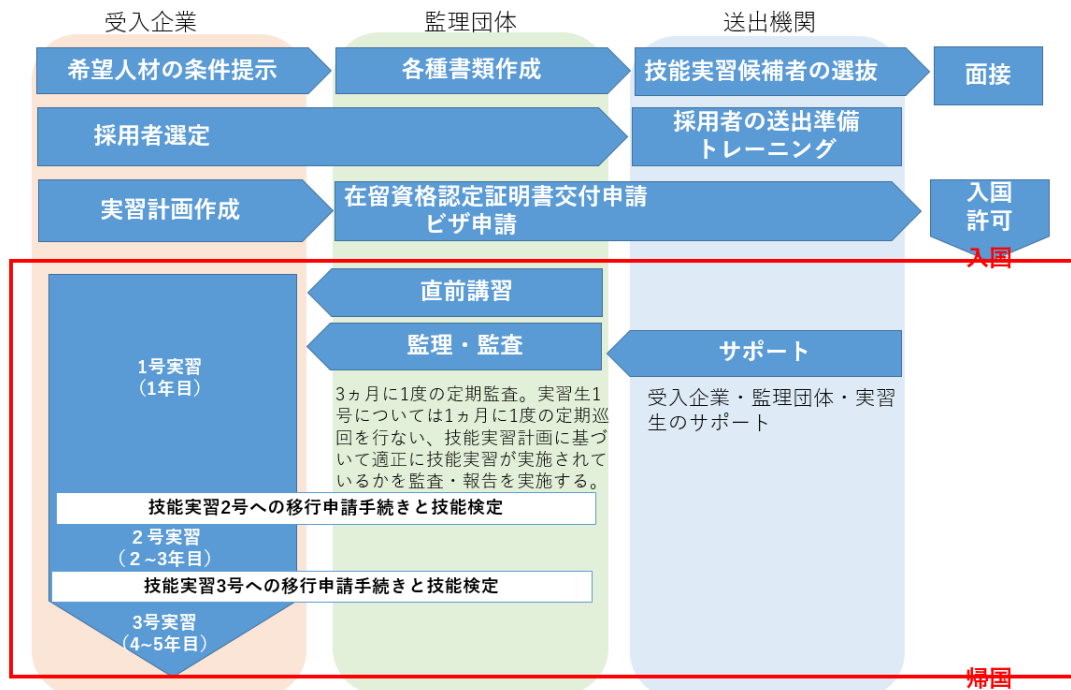 受入企業
監理団体
送出機関
希望人材の条件提示
各種書類作成
技能実習候補者の選抜
面接
採用者選定
採用者の送出準備
トレーニング
実習計画作成
在留資格認定証明書交付申請
ビザ申請
入国
許可
入国
直前講習
監理・監査
サポート
1号実習
(1年目)
3ヵ月に1度の定期監査。実習生1
号については1ヵ月に1度の定期巡
回を行ない、技能実習計画に基づ
いて適正に技能実習が実施されて
いるかを監査・報告を実施する。
受入企業・監理団体・実習
生のサポート
技能実習2号への移行申請手続きと技能検定
２号実習
（２~3年目）
技能実習3号への移行申請手続きと技能検定
3号実習
(4~5年目）
帰国